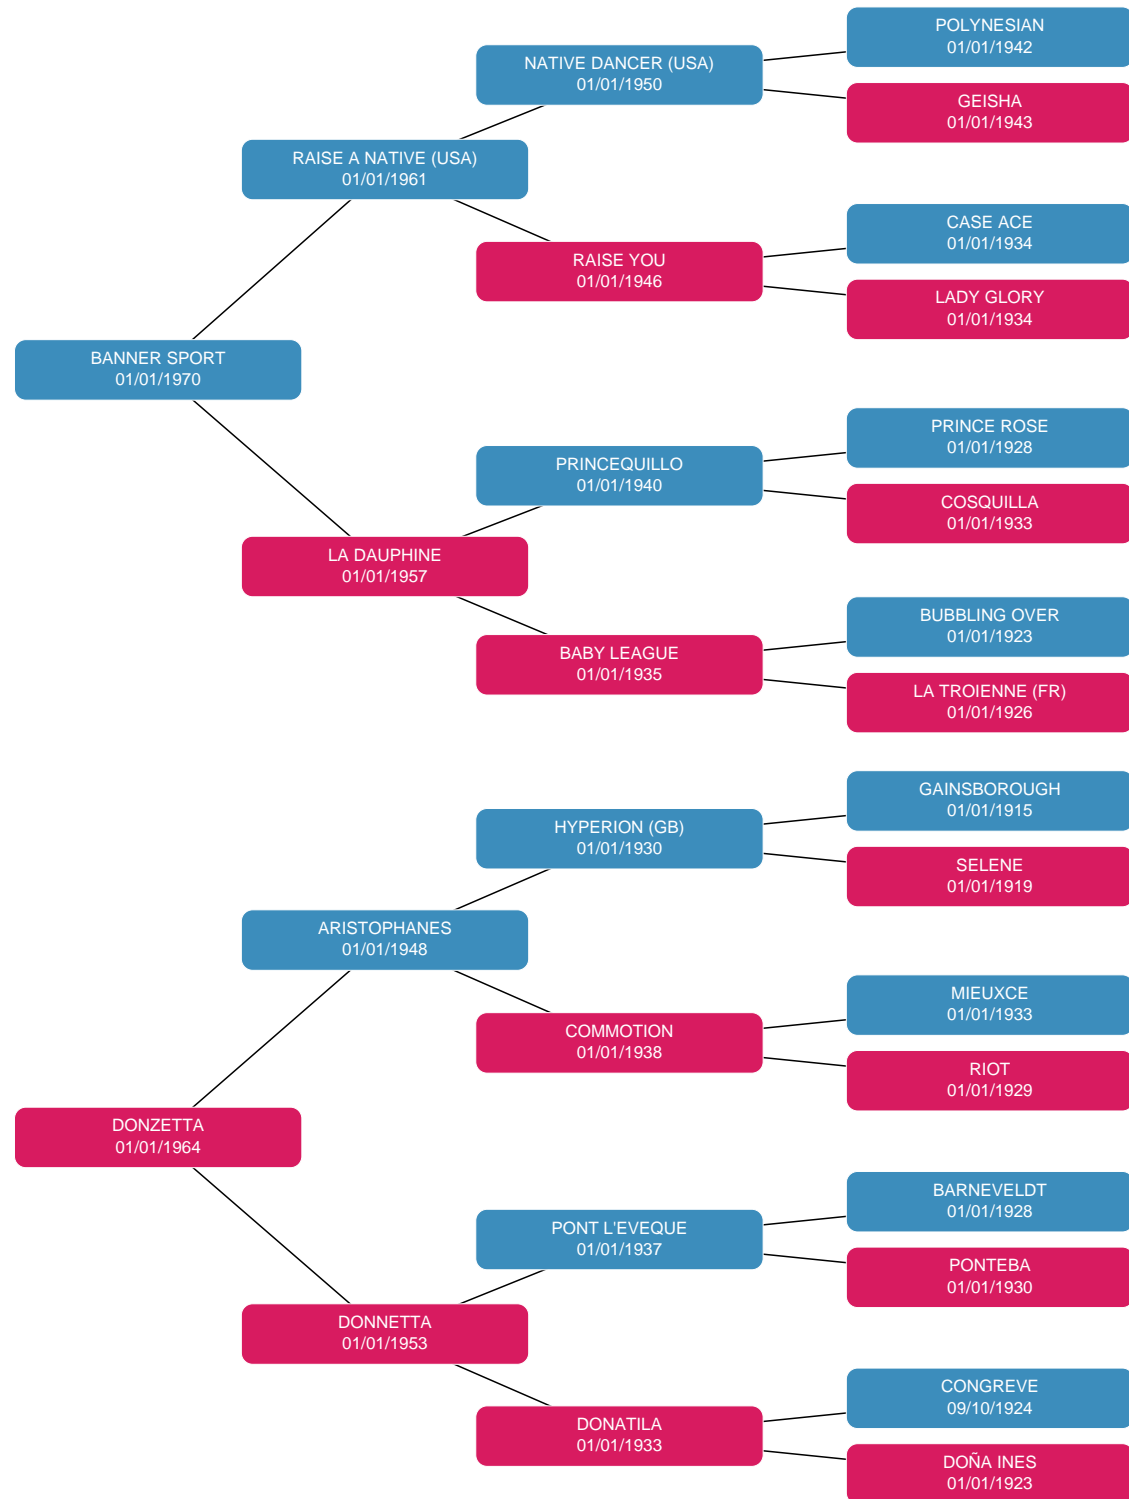 POLYNESIAN
01/01/1942
NATIVE DANCER (USA)
01/01/1950
GEISHA
01/01/1943
RAISE A NATIVE (USA)
01/01/1961
CASE ACE
01/01/1934
RAISE YOU
01/01/1946
LADY GLORY
01/01/1934
BANNER SPORT
01/01/1970
PRINCE ROSE
01/01/1928
PRINCEQUILLO
01/01/1940
COSQUILLA
01/01/1933
LA DAUPHINE
01/01/1957
BUBBLING OVER
01/01/1923
BABY LEAGUE
01/01/1935
LA TROIENNE (FR)
01/01/1926
GAINSBOROUGH
01/01/1915
HYPERION (GB)
01/01/1930
SELENE
01/01/1919
ARISTOPHANES
01/01/1948
MIEUXCE
01/01/1933
COMMOTION
01/01/1938
RIOT
01/01/1929
DONZETTA
01/01/1964
BARNEVELDT
01/01/1928
PONT L'EVEQUE
01/01/1937
PONTEBA
01/01/1930
DONNETTA
01/01/1953
CONGREVE
09/10/1924
DONATILA
01/01/1933
DOÑA INES
01/01/1923